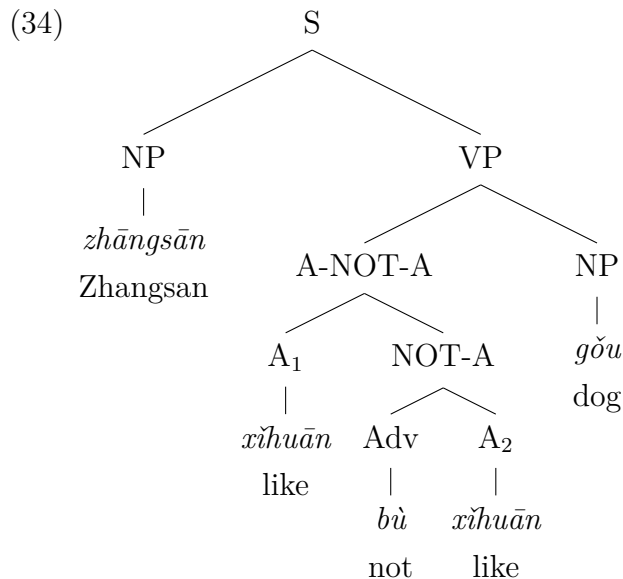 (34) S
NP VP
zhāngsān A-NOT-A NP
Zhangsan A₁ NOT-A gǒu
xǐhuān Adv A₂ dog
like bù xǐhuān
not like